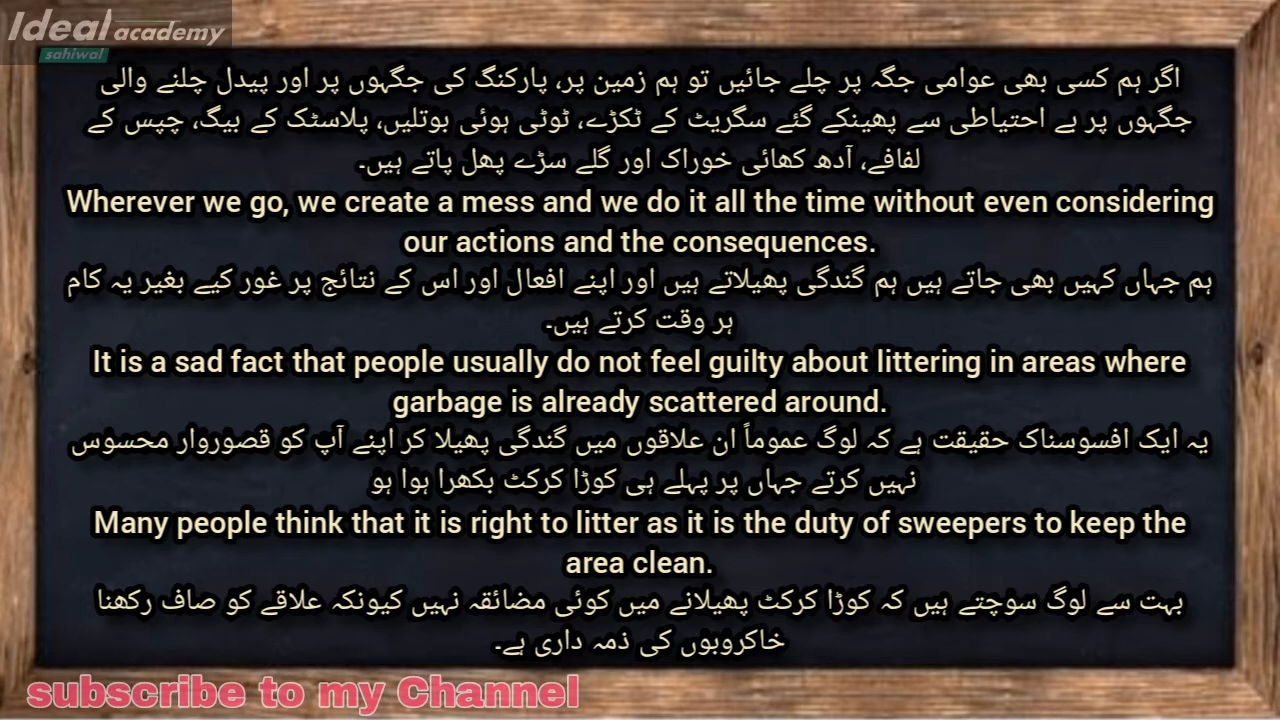 Ideal academy
sahiwal
اگر ہم کسی بھی عوامی جگہ پر چلے جائیں تو ہم زمین پر، پارکنگ کی جگہوں پر اور پیدل چلنے والی
جگہوں پر بے احتیاطی سے پھینکے گئے سگریٹ کے ٹکڑے، ٹوٹی ہوئی بوتلیں، پلاسٹک کے بیگ، چپس کے
لفافے، آدھ کھائی خوراک اور گلے سڑے پھل پاتے ہیں۔
Wherever we go, we create a mess and we do it all the time without even considering
our actions and the consequences.
ہم جہاں کہیں بھی جاتے ہیں ہم گندگی پھیلاتے ہیں اور اپنے افعال اور اس کے نتائج پر غور کیے بغیر یہ کام
ہر وقت کرتے ہیں۔
It is a sad fact that people usually do not feel guilty about littering in areas where
garbage is already scattered around.
یہ ایک افسوسناک حقیقت ہے کہ لوگ عموماً ان علاقوں میں گندگی پھیلا کر اپنے آپ کو قصوروار محسوس
نہیں کرتے جہاں پر پہلے ہی کوڑا کرکٹ بکھرا ہوا ہو
Many people think that it is right to litter as it is the duty of sweepers to keep the
area clean.
بہت سے لوگ سوچتے ہیں کہ کوڑا کرکٹ پھیلانے میں کوئی مضائقہ نہیں کیونکہ علاقے کو صاف رکھنا
خاکروبوں کی ذمہ داری ہے۔
subscribe to my Channel